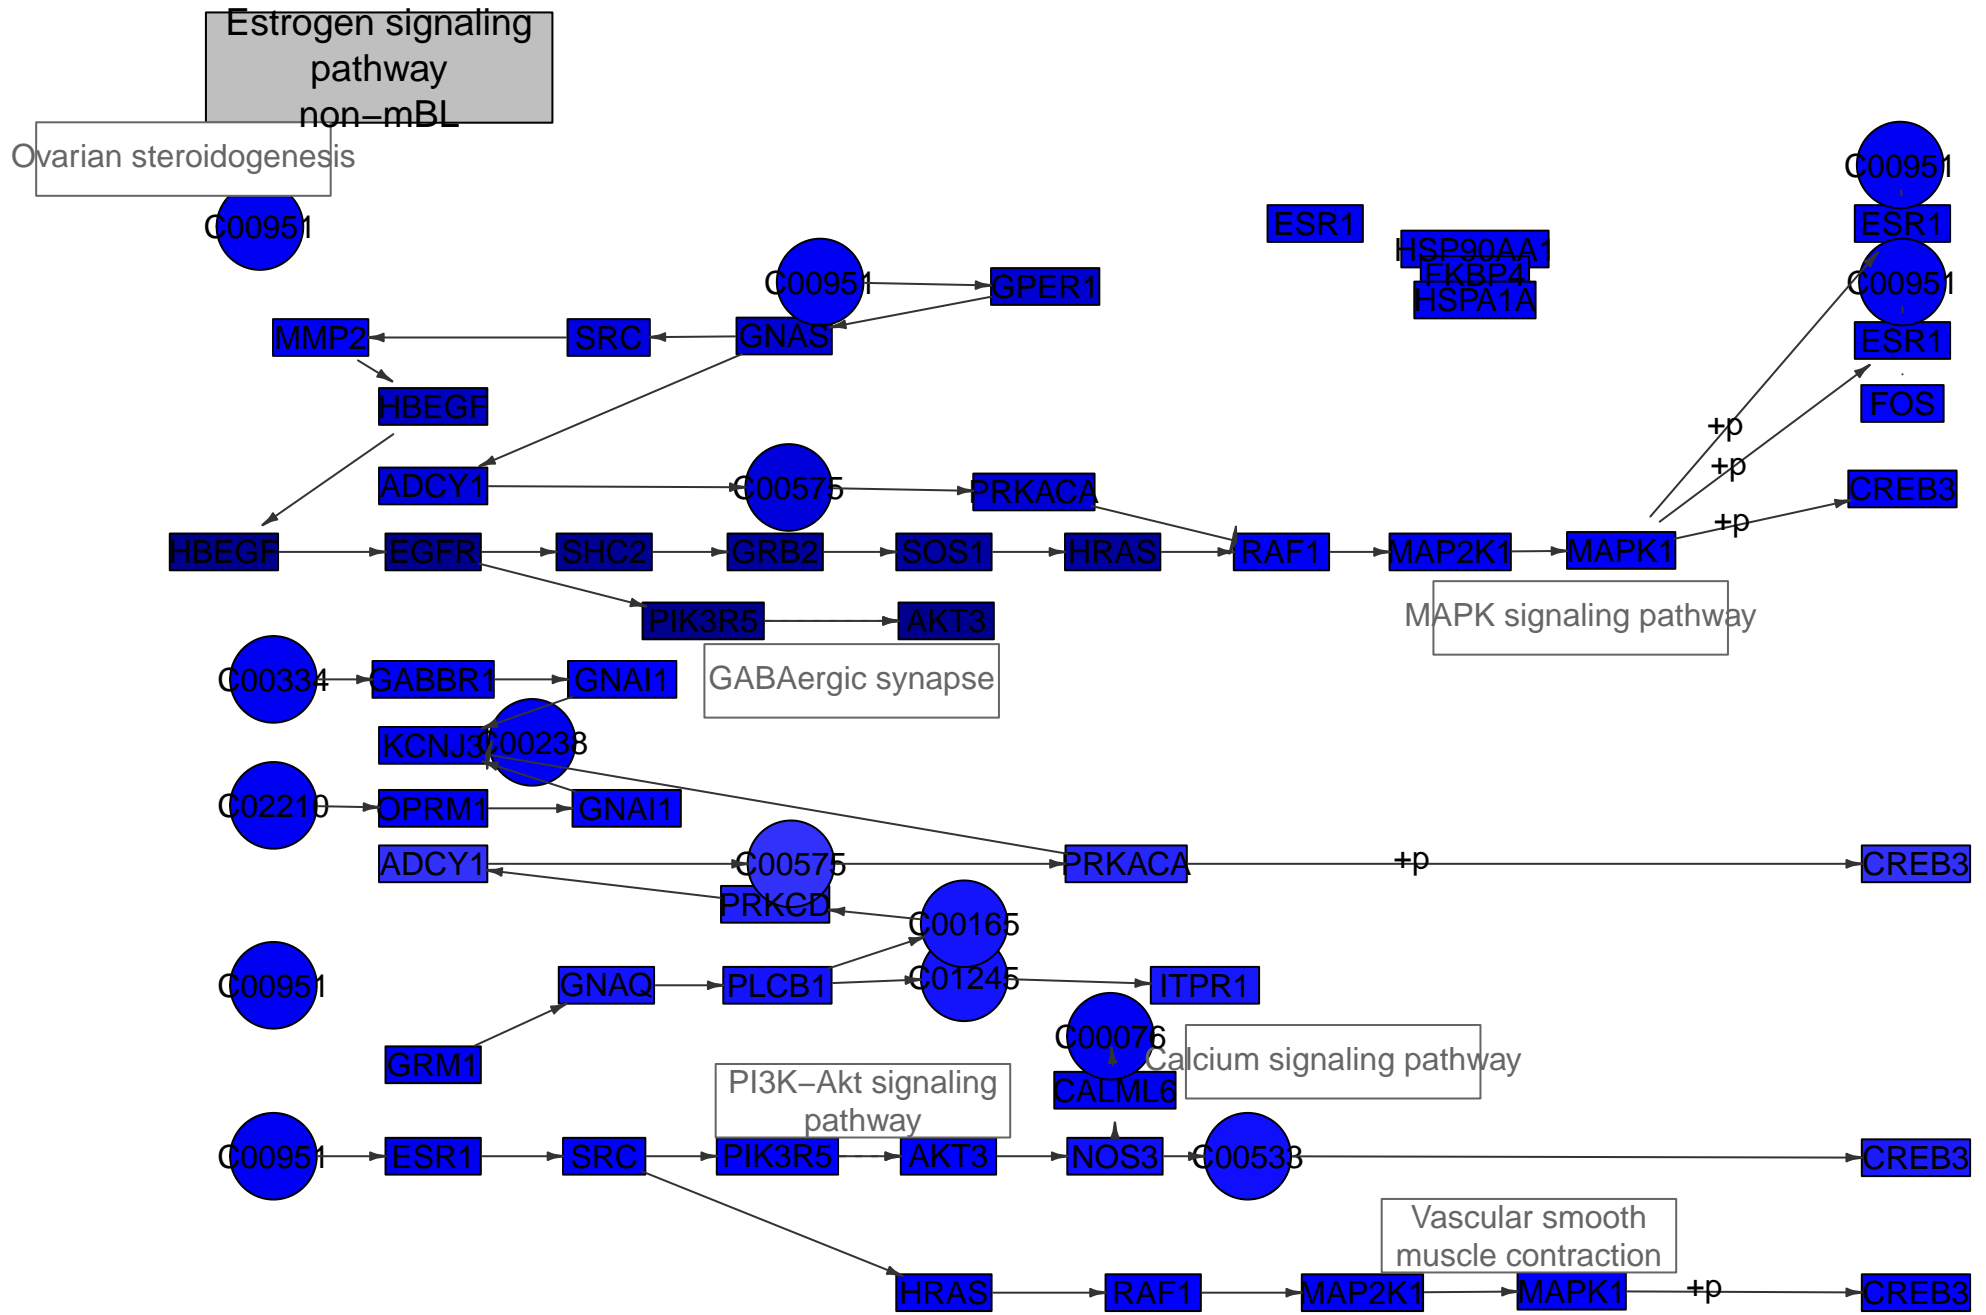 Estrogen signaling
pathway
non−mBL
Ovarian steroidogenesis
C00951
C00951
ESR1
C00951
ESR1
HSP90AA1
FKBP4
HSPA1A
C00951
GPER1
C00951
MMP2
SRC
GNAS
ESR1
HBEGF
FOS
+p
+p
ADCY1
C00575
PRKACA
CREB3
+p
HBEGF
EGFR
SHC2
GRB2
SOS1
HRAS
RAF1
MAP2K1
MAPK1
PIK3R5
AKT3
MAPK signaling pathway
C00334
GABBR1
GNAI1
GABAergic synapse
KCNJ3
C00238
C02210
OPRM1
GNAI1
ADCY1
C00575
PRKACA
+p
CREB3
PRKCD
C00165
C00951
GNAQ
PLCB1
C01245
ITPR1
C00076
Calcium signaling pathway
GRM1
CALML6
PI3K−Akt signaling
pathway
C00951
ESR1
SRC
PIK3R5
AKT3
NOS3
C00533
CREB3
Vascular smooth
muscle contraction
HRAS
RAF1
MAP2K1
MAPK1
+p
CREB3